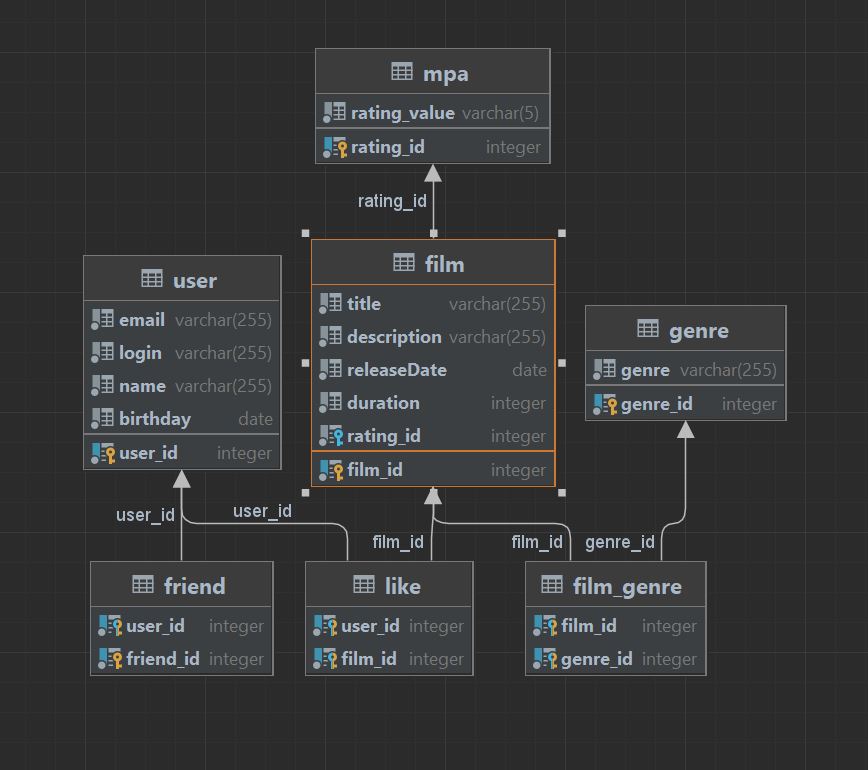 mpa
rating_value varchar(5)
rating_id integer
rating_id
film
title varchar(255)
description varchar(255)
releaseDate date
duration integer
rating_id integer
film_id integer
user
email varchar(255)
login varchar(255)
name varchar(255)
birthday date
user_id integer
genre
genre varchar(255)
genre_id integer
user_id
user_id
film_id
film_id
genre_id
friend
user_id integer
friend_id integer
like
user_id integer
film_id integer
film_genre
film_id integer
genre_id integer